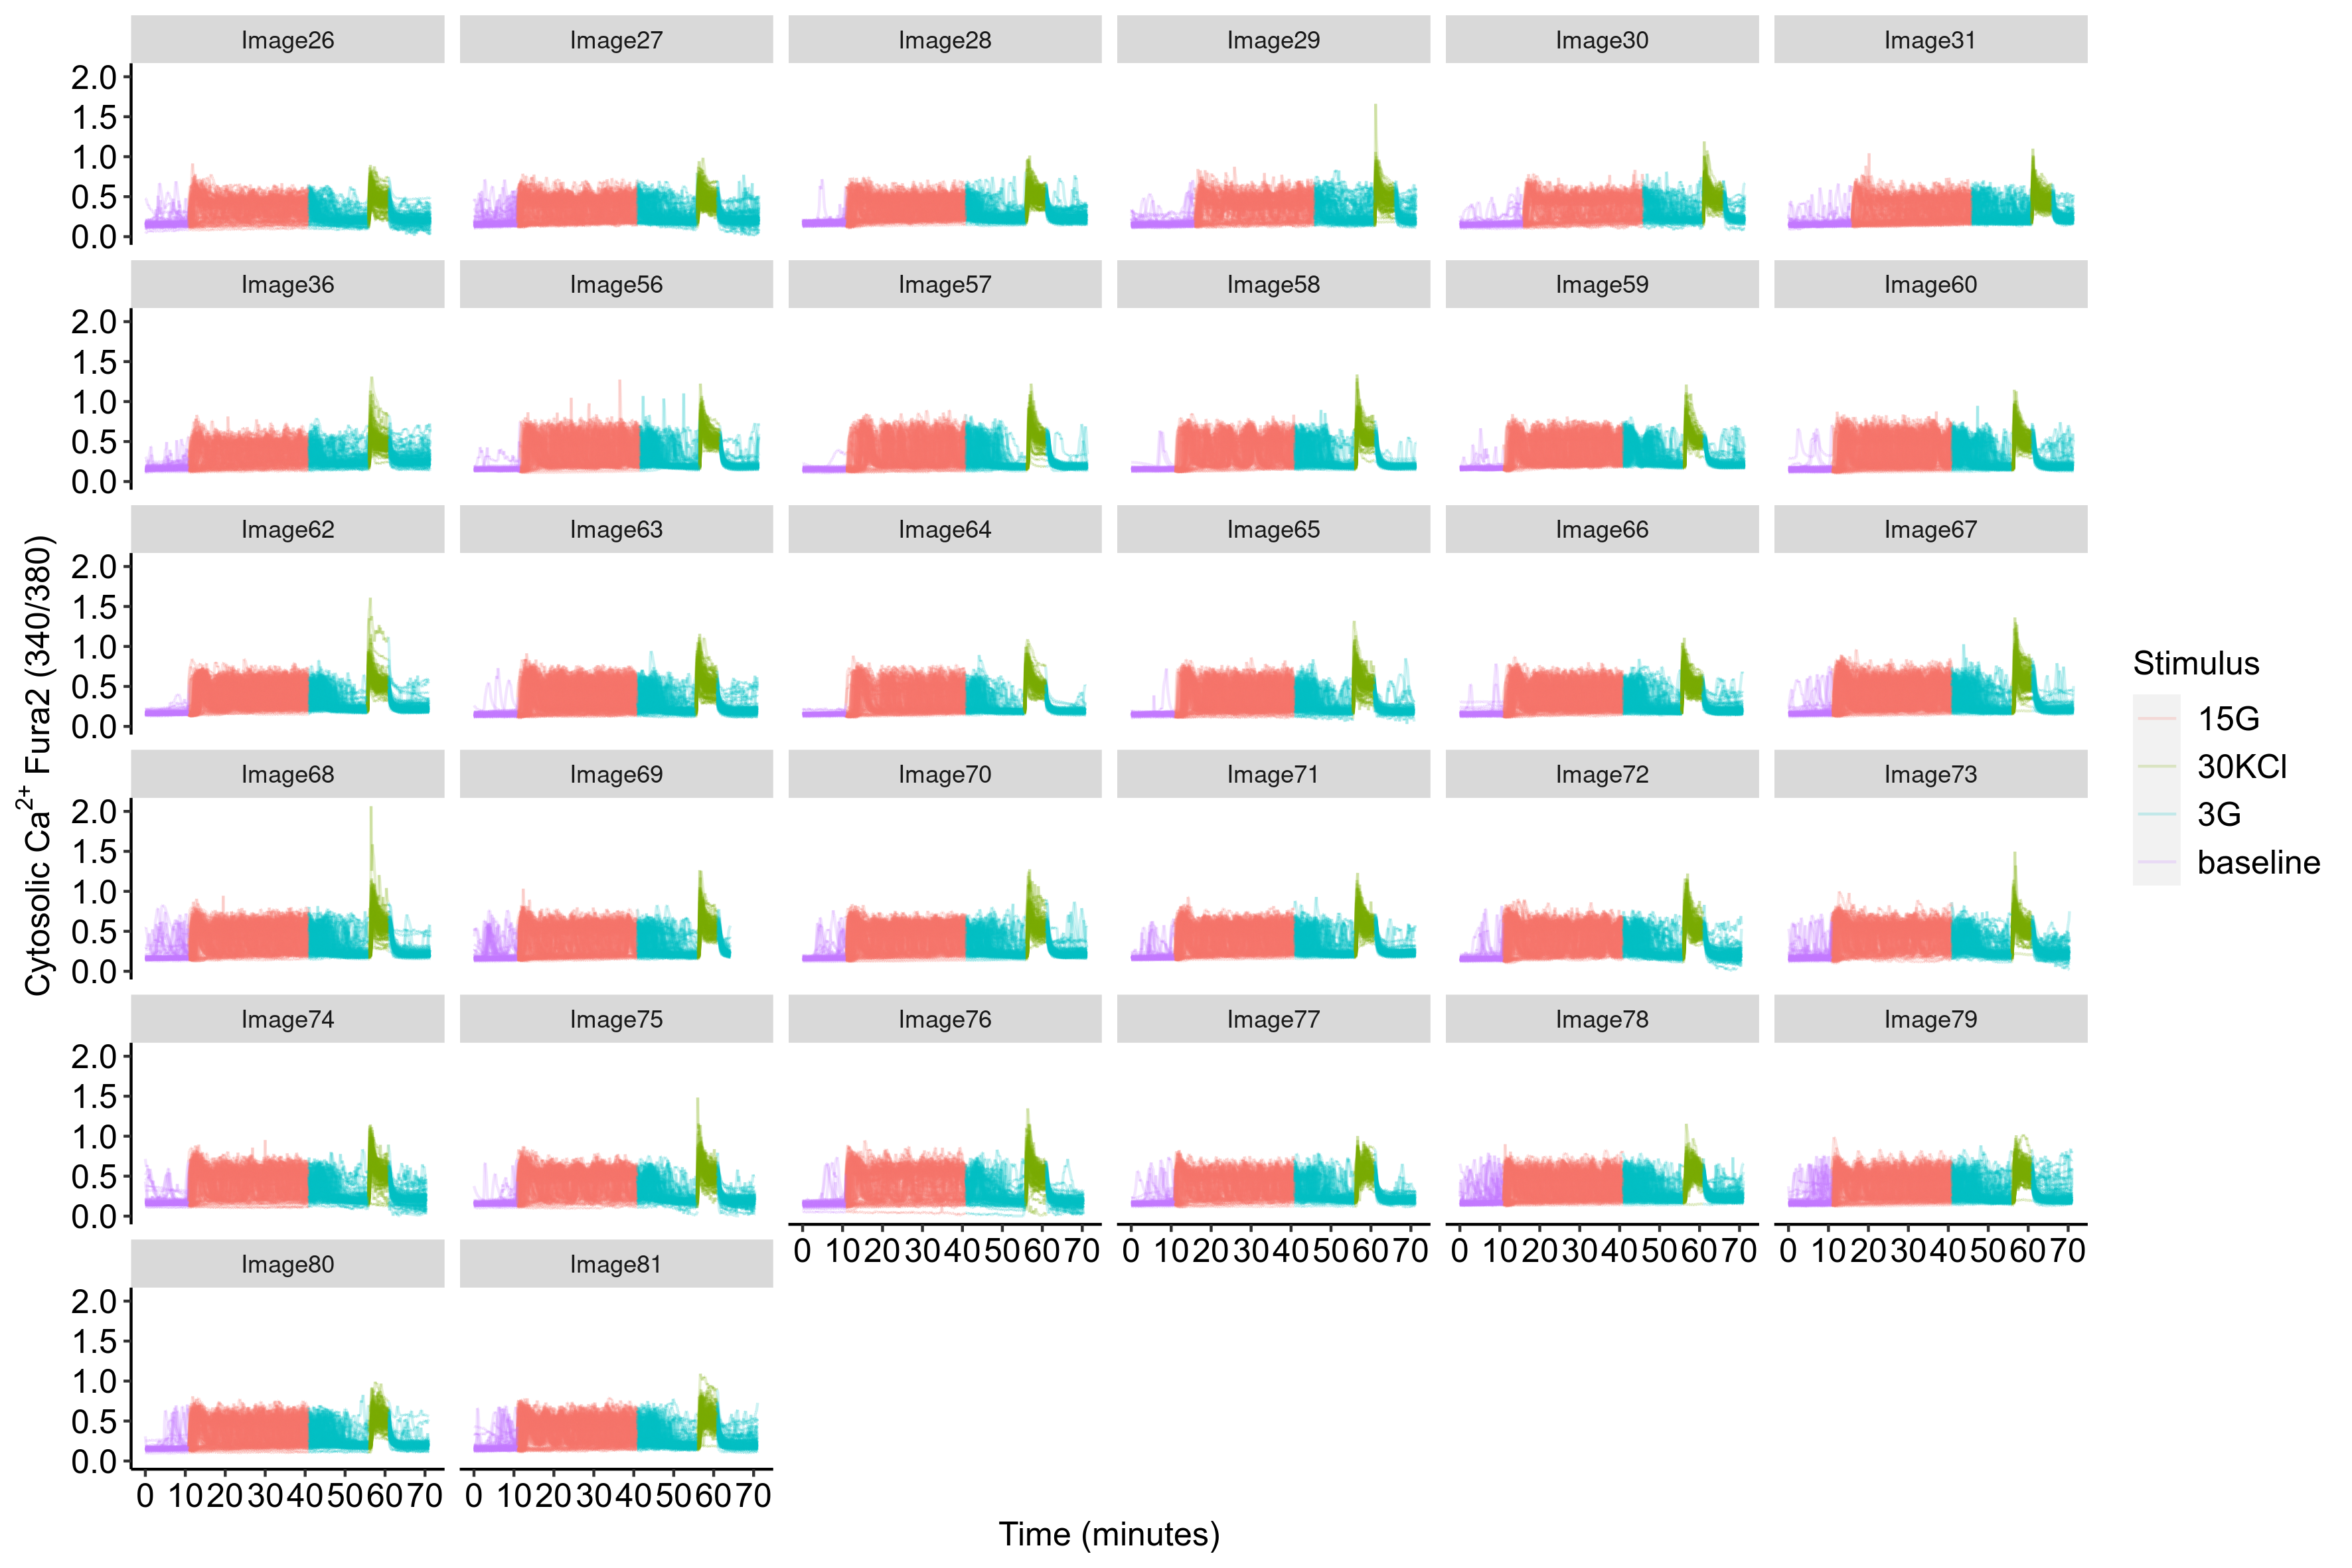 Image26 Image27 Image28 Image29 Image30 Image31
2.0
1.5
1.0
0.5
0.0
Image36 Image56 Image57 Image58 Image59 Image60
2.0
1.5
1.0
0.5
0.0
Image62 Image63 Image64 Image65 Image66 Image67
2.0
1.5
1.0
0.5
0.0
Image68 Image69 Image70 Image71 Image72 Image73
2.0
1.5
1.0
0.5
0.0
Image74 Image75 Image76 Image77 Image78 Image79
2.0
1.5
1.0
0.5
0.0
0 10 20 30 40 50 60 70 0 10 20 30 40 50 60 70 0 10 20 30 40 50 60 70 0 10 20 30 40 50 60 70
Image80 Image81
2.0
1.5
1.0
0.5
0.0
0 10 20 30 40 50 60 70 0 10 20 30 40 50 60 70
Time (minutes)
Cytosolic Ca²⁺ Fura2 (340/380)
Stimulus
15G
30KCl
3G
baseline